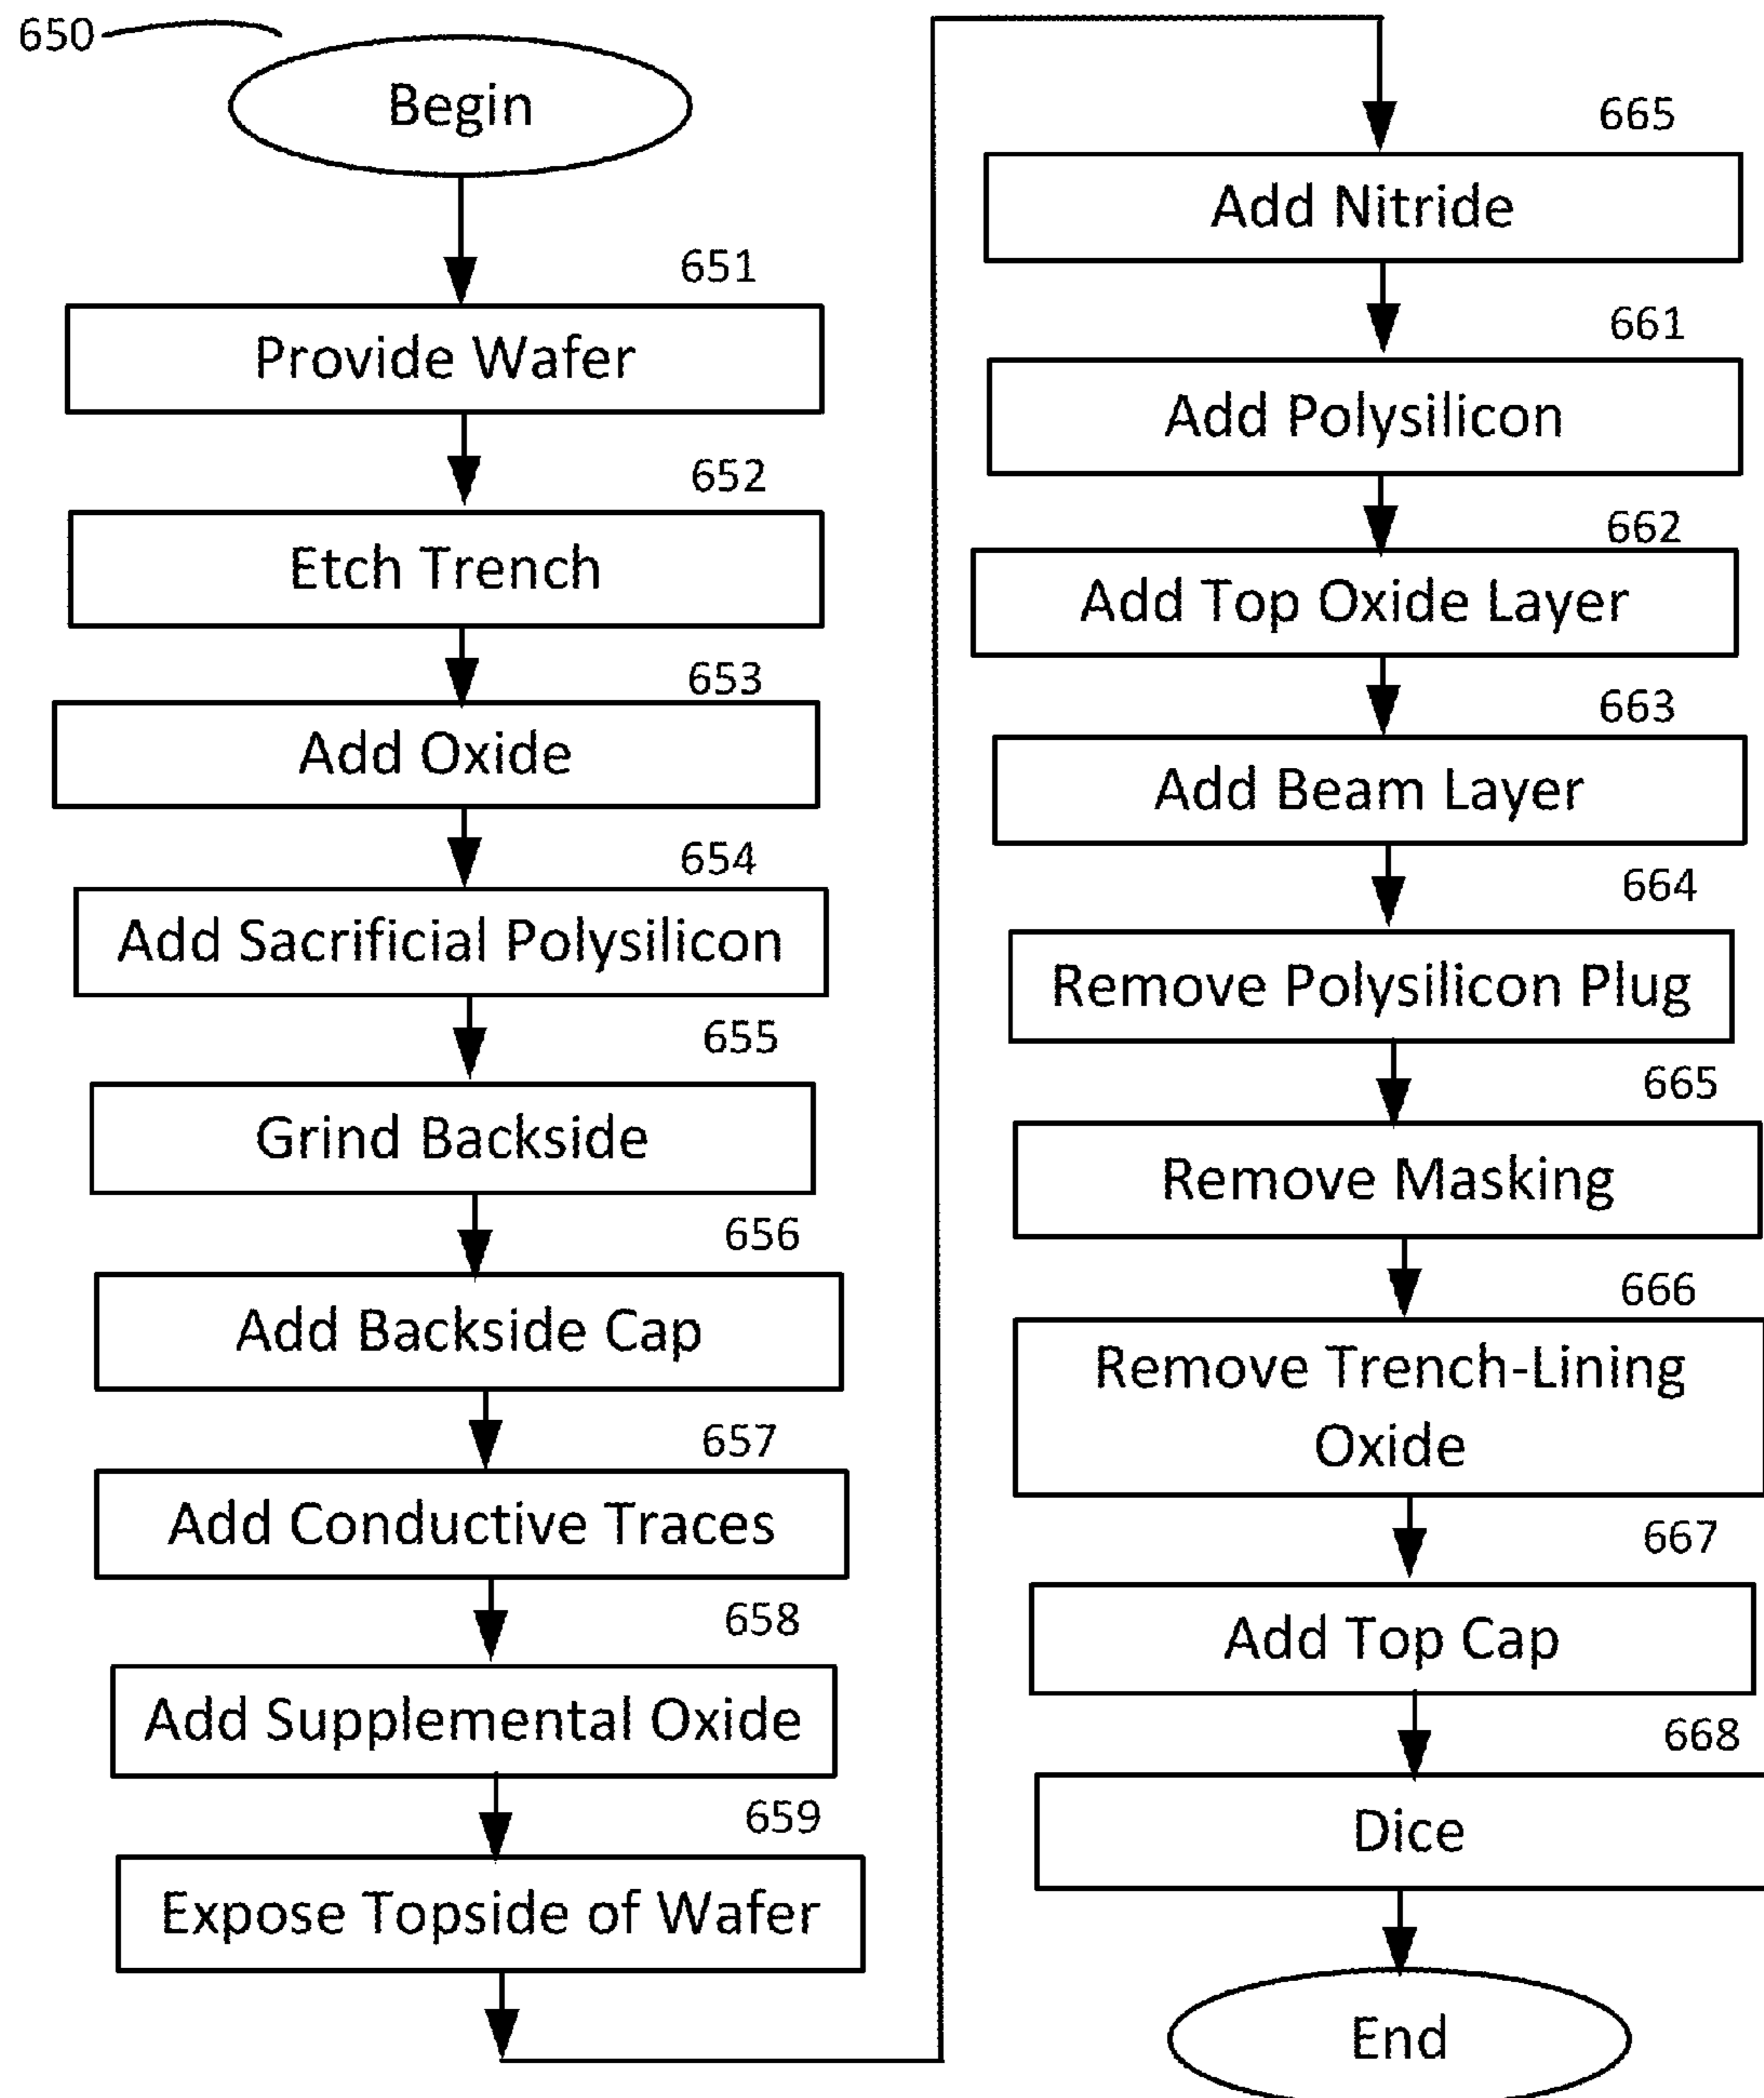 650
Begin
651
Provide Wafer
652
Etch Trench
653
Add Oxide
654
Add Sacrificial Polysilicon
655
Grind Backside
656
Add Backside Cap
657
Add Conductive Traces
658
Add Supplemental Oxide
659
Expose Topside of Wafer
665
Add Nitride
661
Add Polysilicon
662
Add Top Oxide Layer
663
Add Beam Layer
664
Remove Polysilicon Plug
665
Remove Masking
666
Remove Trench-Lining
Oxide
667
Add Top Cap
668
Dice
End